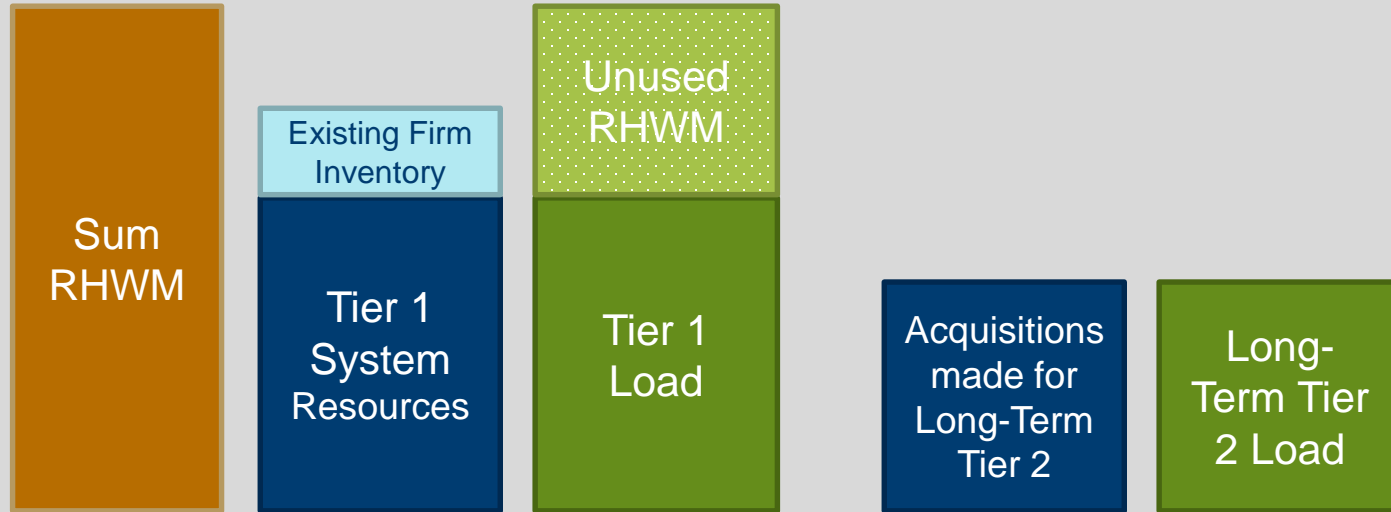 Sum
RHWM
Existing Firm
Inventory
Tier 1
System
Resources
Unused
RHWM
Tier 1
Load
Acquisitions
made for
Long-Term
Tier 2
Long-
Term Tier
2 Load